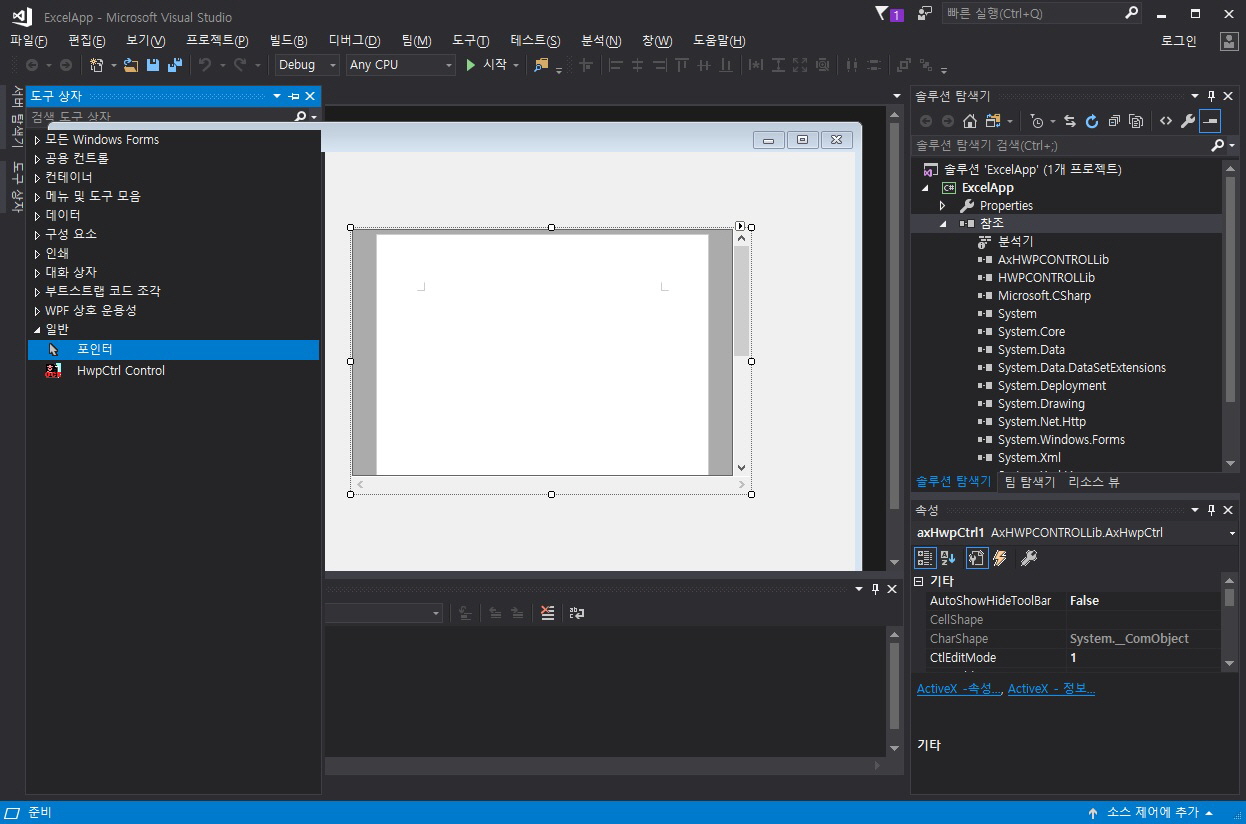 ExcelApp - Microsoft Visual Studio
1
빠른 실행(Ctrl+Q)
파일(F) 편집(E) 보기(V) 프로젝트(P) 빌드(B) 디버그(D) 팀(M) 도구(T) 테스트(S) 분석(N) 창(W) 도움말(H)
로그인
Debug Any CPU 시작
서버 탐색기
도구 상자
도구 상자
검색 도구 상자
모든 Windows Forms
공용 컨트롤
컨테이너
메뉴 및 도구 모음
데이터
구성 요소
인쇄
대화 상자
부트스트랩 코드 조각
WPF 상호 운용성
일반
포인터
HwpCtrl Control
솔루션 탐색기
솔루션 탐색기 검색(Ctrl+;)
솔루션 'ExcelApp' (1개 프로젝트)
C# ExcelApp
Properties
참조
분석기
AxHWPCONTROLLib
HWPCONTROLLib
Microsoft.CSharp
System
System.Core
System.Data
System.Data.DataSetExtensions
System.Deployment
System.Drawing
System.Net.Http
System.Windows.Forms
System.Xml
솔루션 탐색기 팀 탐색기 리소스 뷰
속성
axHwpCtrl1 AxHWPCONTROLLib.AxHwpCtrl
기타
AutoShowHideToolBar False
CellShape
CharShape System.__ComObject
CtlEditMode 1
ActiveX -속성..., ActiveX - 정보...
기타
준비
소스 제어에 추가